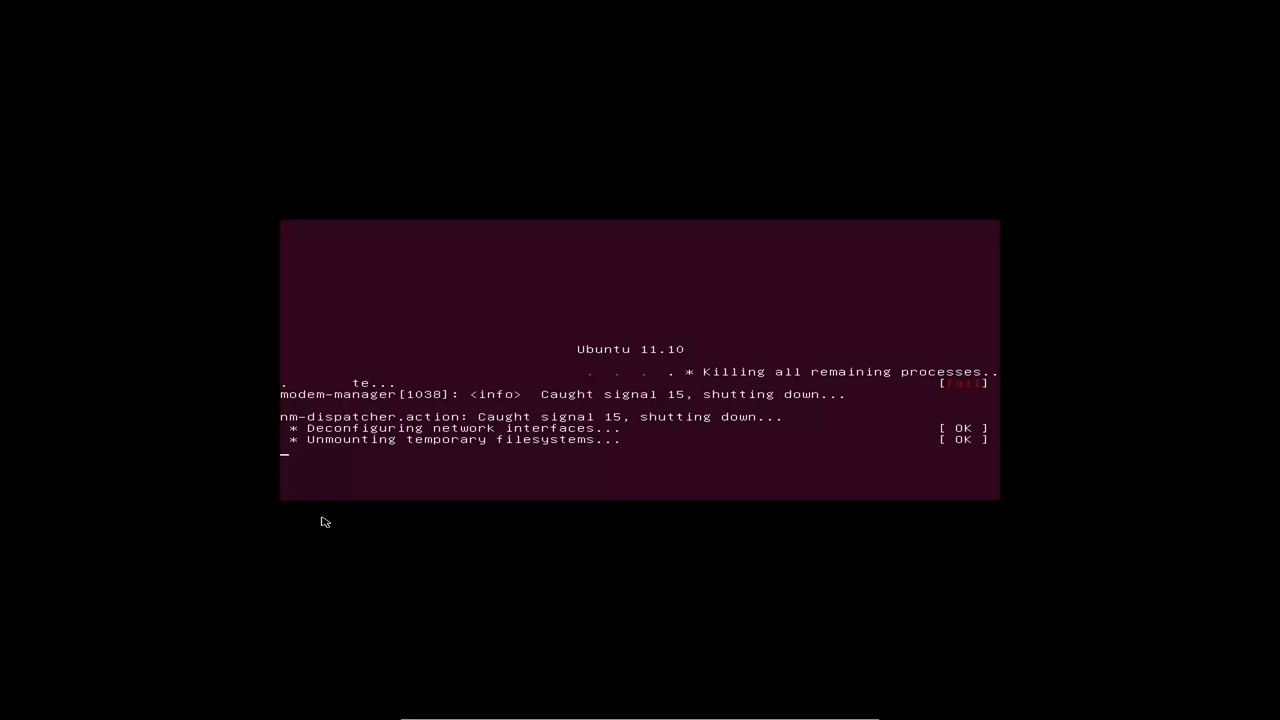 Ubuntu 11.10
. . . . * Killing all remaining processes..
. te... [fail]
modem-manager[1038]: <info> Caught signal 15, shutting down...
nm-dispatcher.action: Caught signal 15, shutting down...
* Deconfiguring network interfaces... [ OK ]
* Unmounting temporary filesystems... [ OK ]